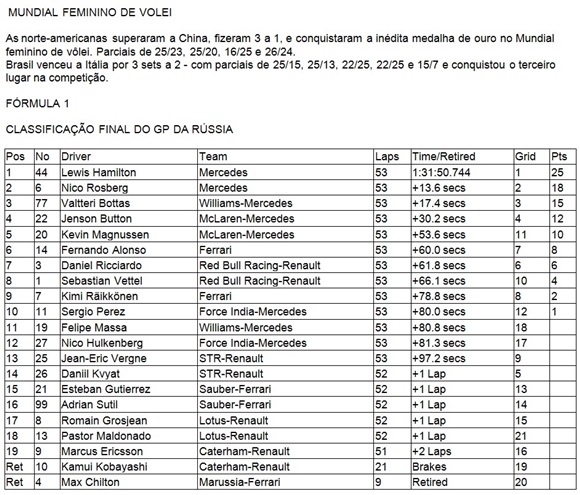 MUNDIAL FEMININO DE VOLEI
As norte-americanas superaram a China, fizeram 3 a 1, e conquistaram a inédita medalha de ouro no Mundial
feminino de vôlei. Parciais de 25/23, 25/20, 16/25 e 26/24.
Brasil venceu a Itália por 3 sets a 2 - com parciais de 25/15, 25/13, 22/25, 22/25 e 15/7 e conquistou o terceiro
lugar na competição.
FÓRMULA 1
CLASSIFICAÇÃO FINAL DO GP DA RÚSSIA
Pos No Driver Team Laps Time/Retired Grid Pts
1 44 Lewis Hamilton Mercedes 53 1:31:50.744 1 25
2 6 Nico Rosberg Mercedes 53 +13.6 secs 2 18
3 77 Valtteri Bottas Williams-Mercedes 53 +17.4 secs 3 15
4 22 Jenson Button McLaren-Mercedes 53 +30.2 secs 4 12
5 20 Kevin Magnussen McLaren-Mercedes 53 +53.6 secs 11 10
6 14 Fernando Alonso Ferrari 53 +60.0 secs 7 8
7 3 Daniel Ricciardo Red Bull Racing-Renault 53 +61.8 secs 6 6
8 1 Sebastian Vettel Red Bull Racing-Renault 53 +66.1 secs 10 4
9 7 Kimi Räikkönen Ferrari 53 +78.8 secs 8 2
10 11 Sergio Perez Force India-Mercedes 53 +80.0 secs 12 1
11 19 Felipe Massa Williams-Mercedes 53 +80.8 secs 18
12 27 Nico Hulkenberg Force India-Mercedes 53 +81.3 secs 17
13 25 Jean-Eric Vergne STR-Renault 53 +97.2 secs 9
14 26 Daniil Kvyat STR-Renault 52 +1 Lap 5
15 21 Esteban Gutierrez Sauber-Ferrari 52 +1 Lap 13
16 99 Adrian Sutil Sauber-Ferrari 52 +1 Lap 14
17 8 Romain Grosjean Lotus-Renault 52 +1 Lap 15
18 13 Pastor Maldonado Lotus-Renault 52 +1 Lap 21
19 9 Marcus Ericsson Caterham-Renault 51 +2 Laps 16
Ret 10 Kamui Kobayashi Caterham-Renault 21 Brakes 19
Ret 4 Max Chilton Marussia-Ferrari 9 Retired 20